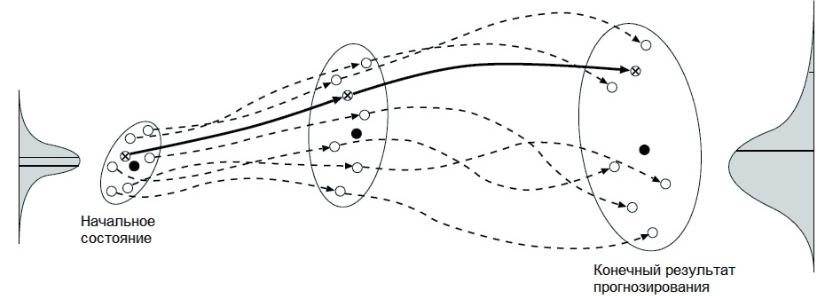 Начальное
состояние
Конечный результат
прогнозирования